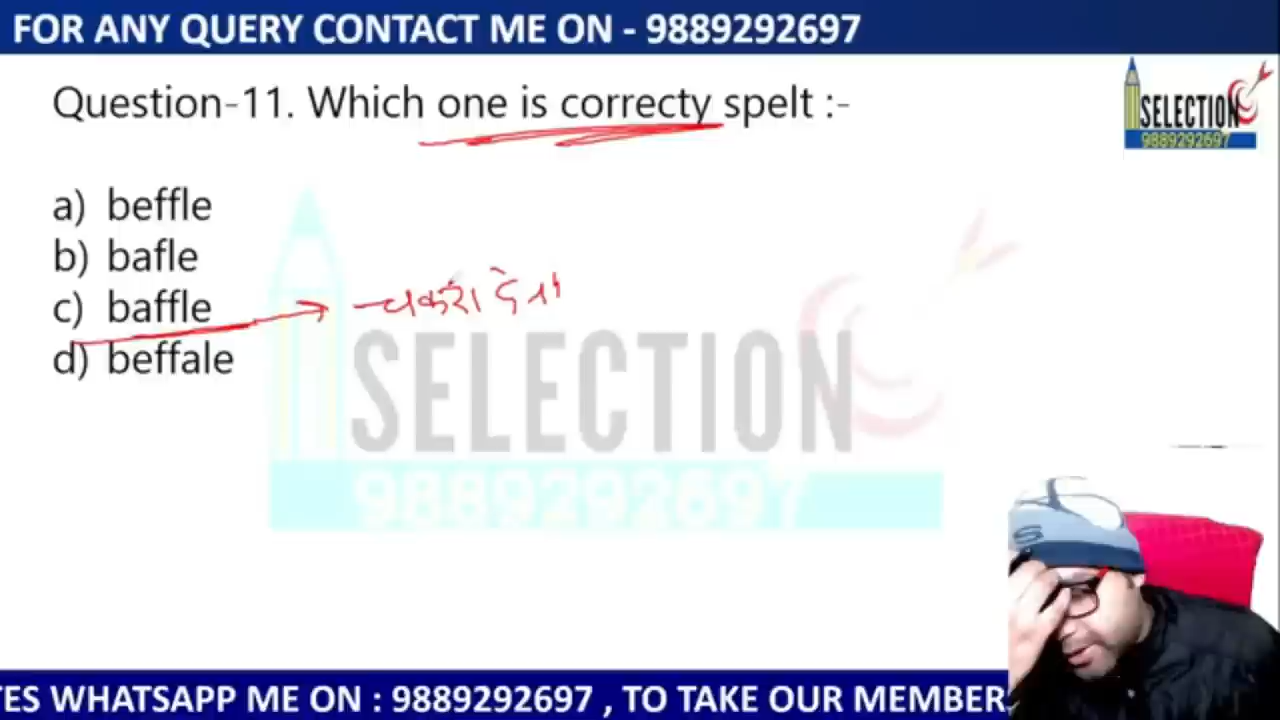 FOR ANY QUERY CONTACT ME ON - 9889292697
SELECTION
9889292697
Question-11. Which one is correcty spelt :-
a) beffle
b) bafle
c) baffle
चकरा देना
d) beffale
SELECTION
9889292697
TES WHATSAPP ME ON : 9889292697 , TO TAKE OUR MEMBER